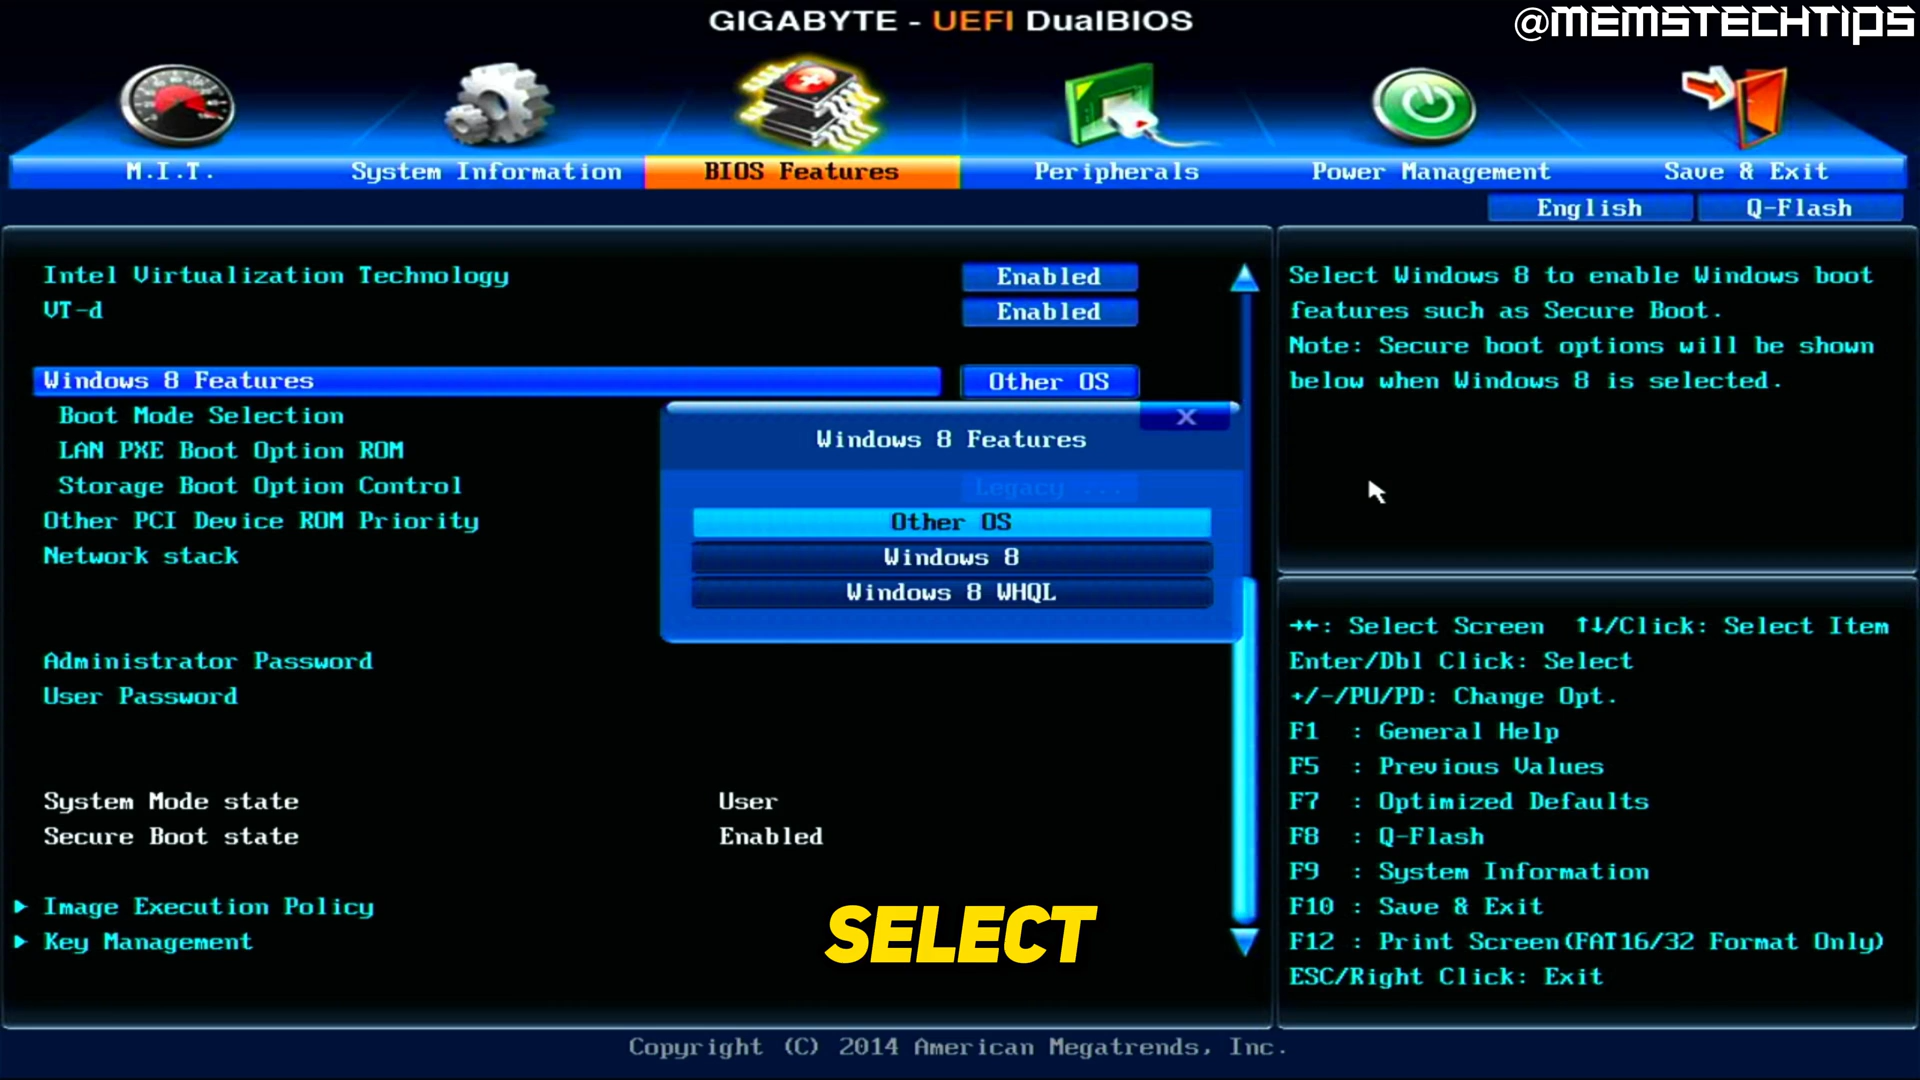 GIGABYTE - UEFI DualBIOS
@MEMSTECHTIPS
M.I.T.
System Information
BIOS Features
Peripherals
Power Management
Save & Exit
English
Q-Flash
Intel Virtualization Technology
Enabled
VT-d
Enabled
Windows 8 Features
Other OS
Boot Mode Selection
LAN PXE Boot Option ROM
Storage Boot Option Control
Other PCI Device ROM Priority
Network stack
Windows 8 Features
X
Legacy ...
Other OS
Windows 8
Windows 8 WHQL
Administrator Password
User Password
System Mode state
User
Secure Boot state
Enabled
Image Execution Policy
Key Management
SELECT
Select Windows 8 to enable Windows boot
features such as Secure Boot.
Note: Secure boot options will be shown
below when Windows 8 is selected.
→←: Select Screen ↑↓/Click: Select Item
Enter/Dbl Click: Select
+/-/PU/PD: Change Opt.
F1 : General Help
F5 : Previous Values
F7 : Optimized Defaults
F8 : Q-Flash
F9 : System Information
F10 : Save & Exit
F12 : Print Screen(FAT16/32 Format Only)
ESC/Right Click: Exit
Copyright (C) 2014 American Megatrends, Inc.